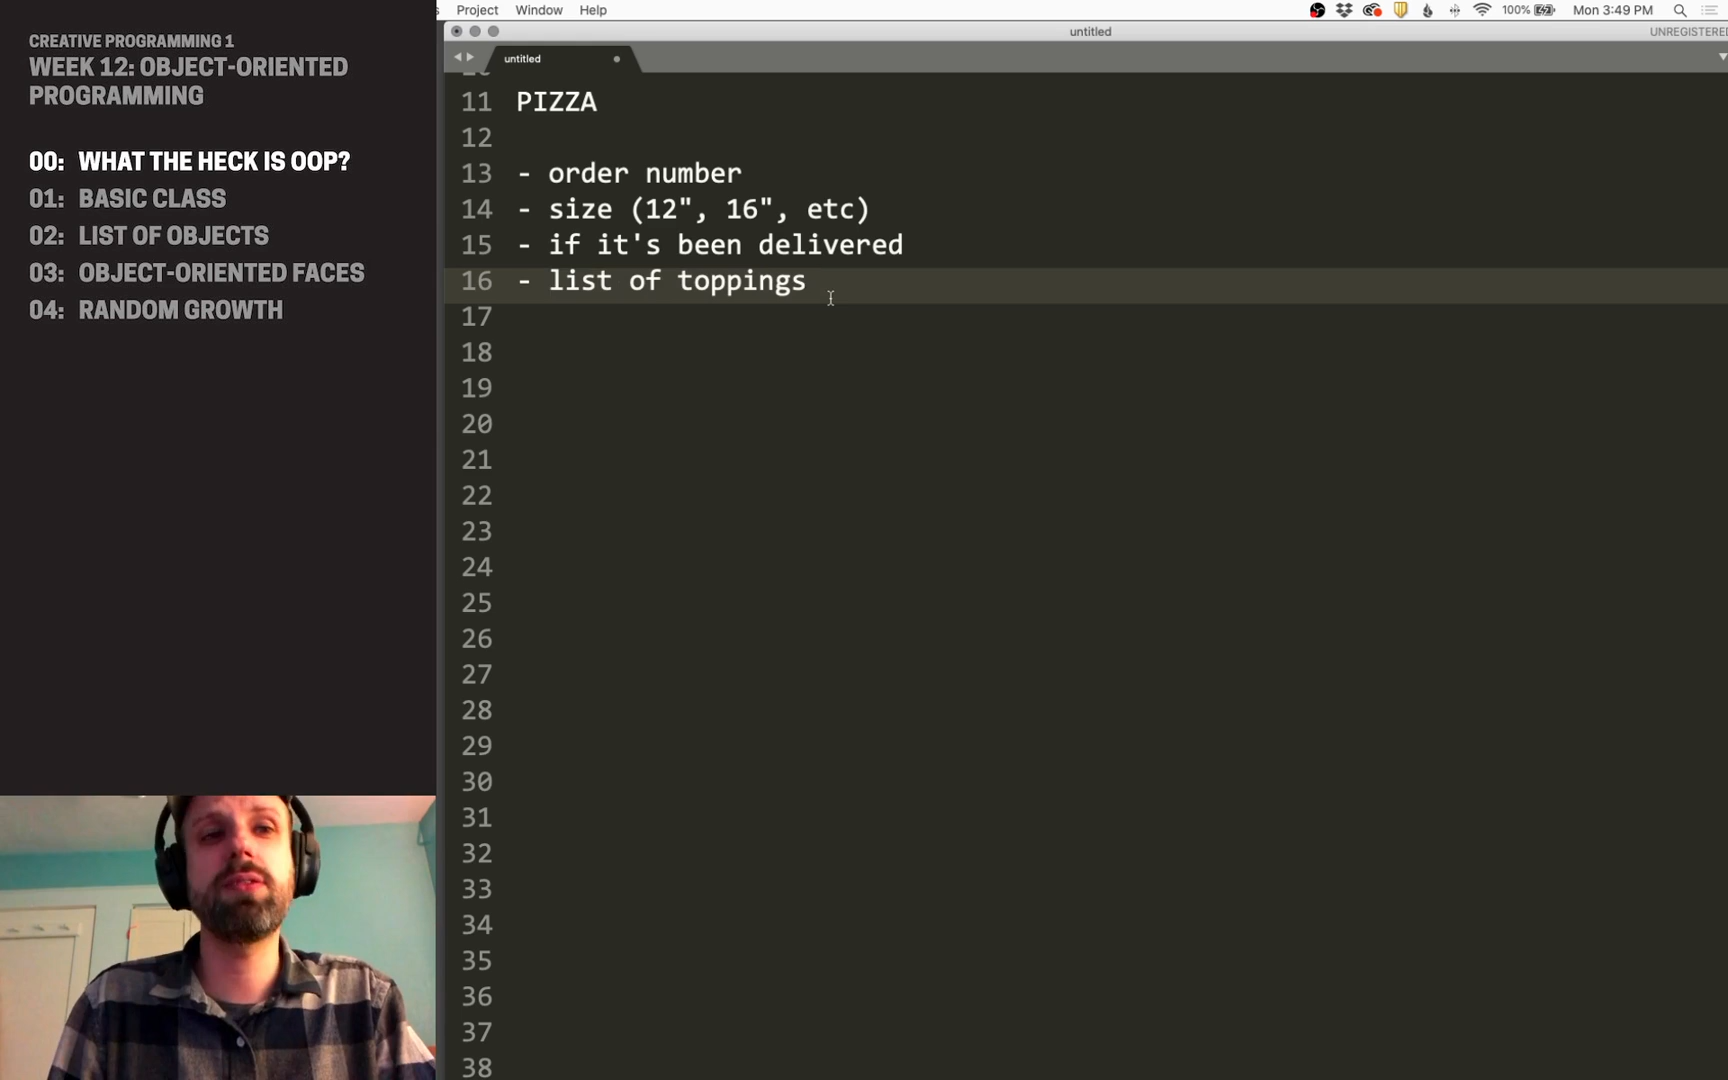 Project Window Help
100% Mon 3:49 PM
CREATIVE PROGRAMMING 1
WEEK 12: OBJECT-ORIENTED
PROGRAMMING
00: WHAT THE HECK IS OOP?
01: BASIC CLASS
02: LIST OF OBJECTS
03: OBJECT-ORIENTED FACES
04: RANDOM GROWTH
untitled
untitled
11 PIZZA
12
13 - order number
14 - size (12", 16", etc)
15 - if it's been delivered
16 - list of toppings
17
18
19
20
21
22
23
24
25
26
27
28
29
30
31
32
33
34
35
36
37
38